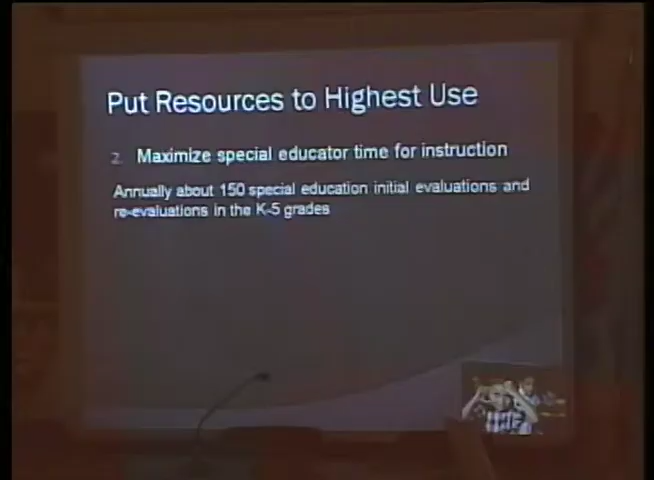 Put Resources to Highest Use
2. Maximize special educator time for instruction
Annually about 150 special education initial evaluations and
re-evaluations in the K-5 grades